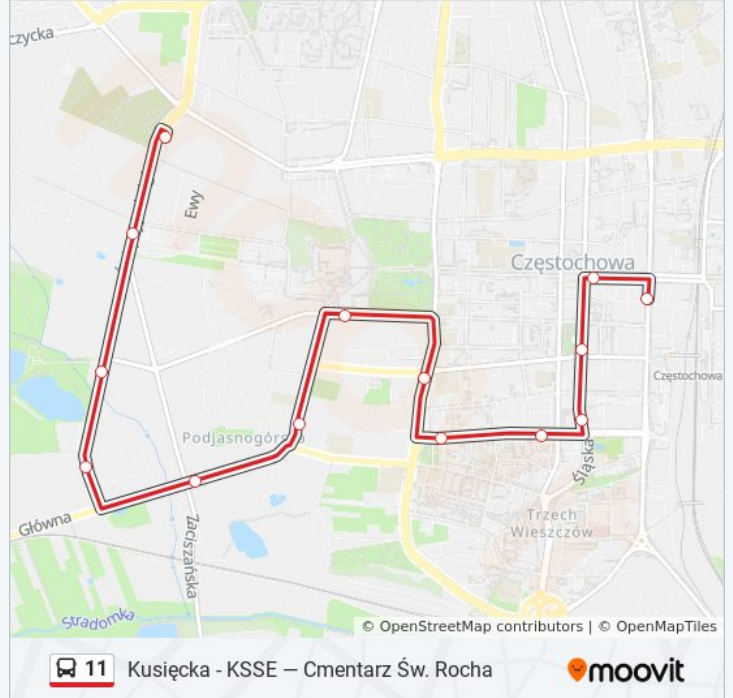 czycka
Ewy
Częstochowa
Częstochowa
Podjasnogórska
Śląska
Główna
Zaciszańska
Trzech
Wieszczów
Stradomka
© OpenStreetMap contributors | © OpenMapTiles
11 Kusięcka - KSSE — Cmentarz Św. Rocha
moovit